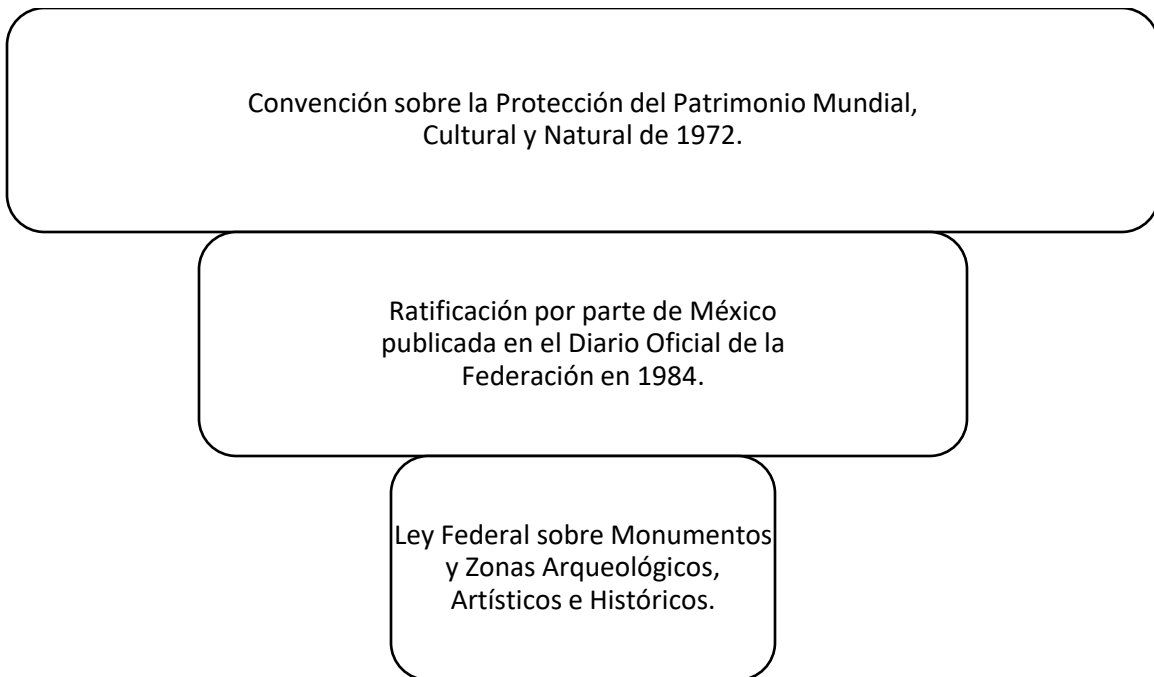 Convención sobre la Protección del Patrimonio Mundial,
Cultural y Natural de 1972.
Ratificación por parte de México
publicada en el Diario Oficial de la
Federación en 1984.
Ley Federal sobre Monumentos
y Zonas Arqueológicos,
Artísticos e Históricos.